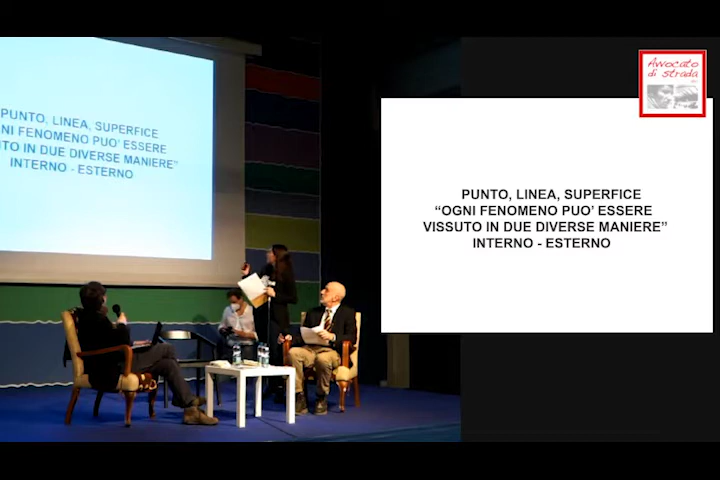 PUNTO, LINEA, SUPERFICE
NI FENOMENO PUO' ESSERE
TO IN DUE DIVERSE MANIERE”
INTERNO - ESTERNO
Avvocato
di strada
PUNTO, LINEA, SUPERFICE
“OGNI FENOMENO PUO’ ESSERE
VISSUTO IN DUE DIVERSE MANIERE”
INTERNO - ESTERNO